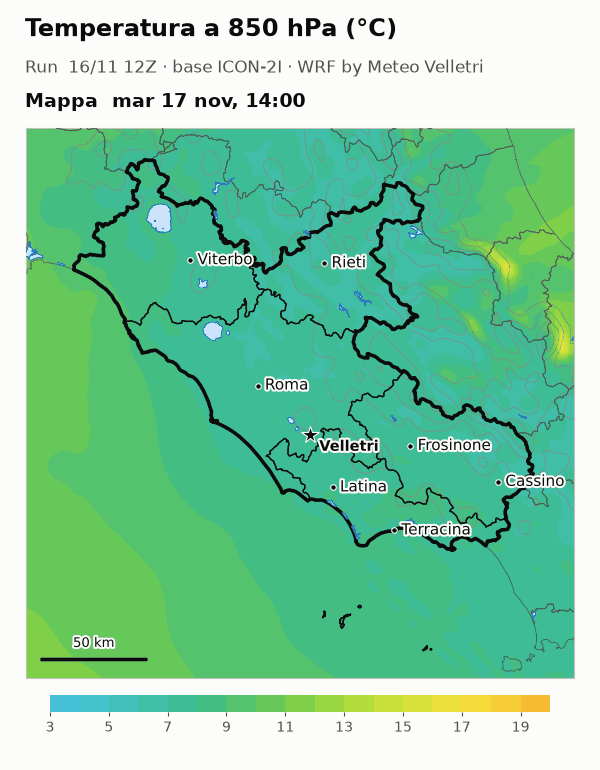 Temperatura a 850 hPa (°C)
Run  16/11 12Z · base ICON-2I · WRF by Meteo Velletri
Mappa  mar 17 nov, 14:00
Viterbo
Rieti
Roma
Velletri
Frosinone
Latina
Cassino
Terracina
50 km
3 5 7 9 11 13 15 17 19